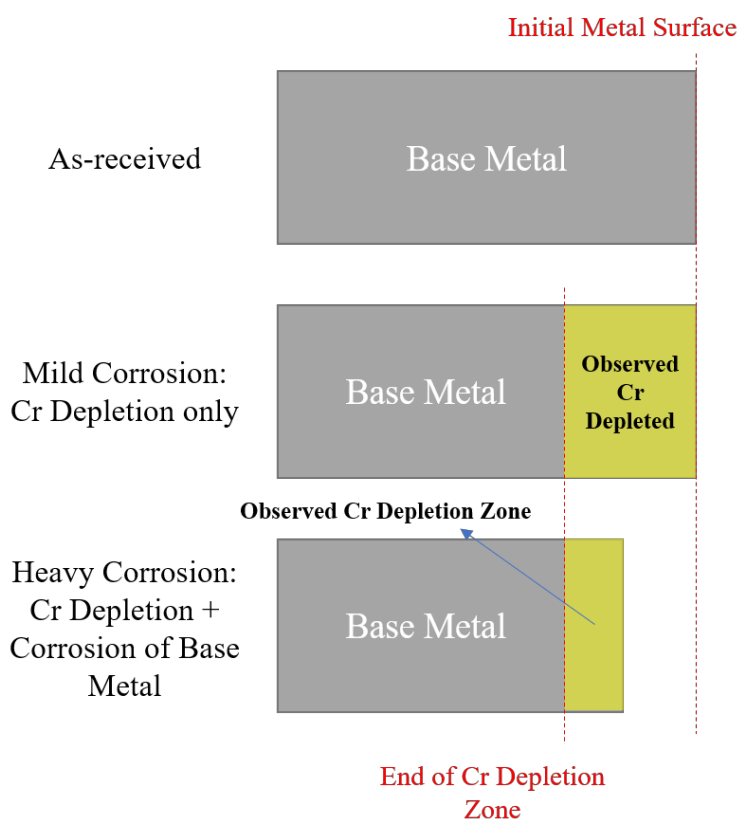 Initial Metal Surface
As-received
Base Metal
Mild Corrosion:
Cr Depletion only
Base Metal
Observed
Cr
Depleted
Observed Cr Depletion Zone
Heavy Corrosion:
Cr Depletion +
Corrosion of Base
Metal
Base Metal
End of Cr Depletion
Zone